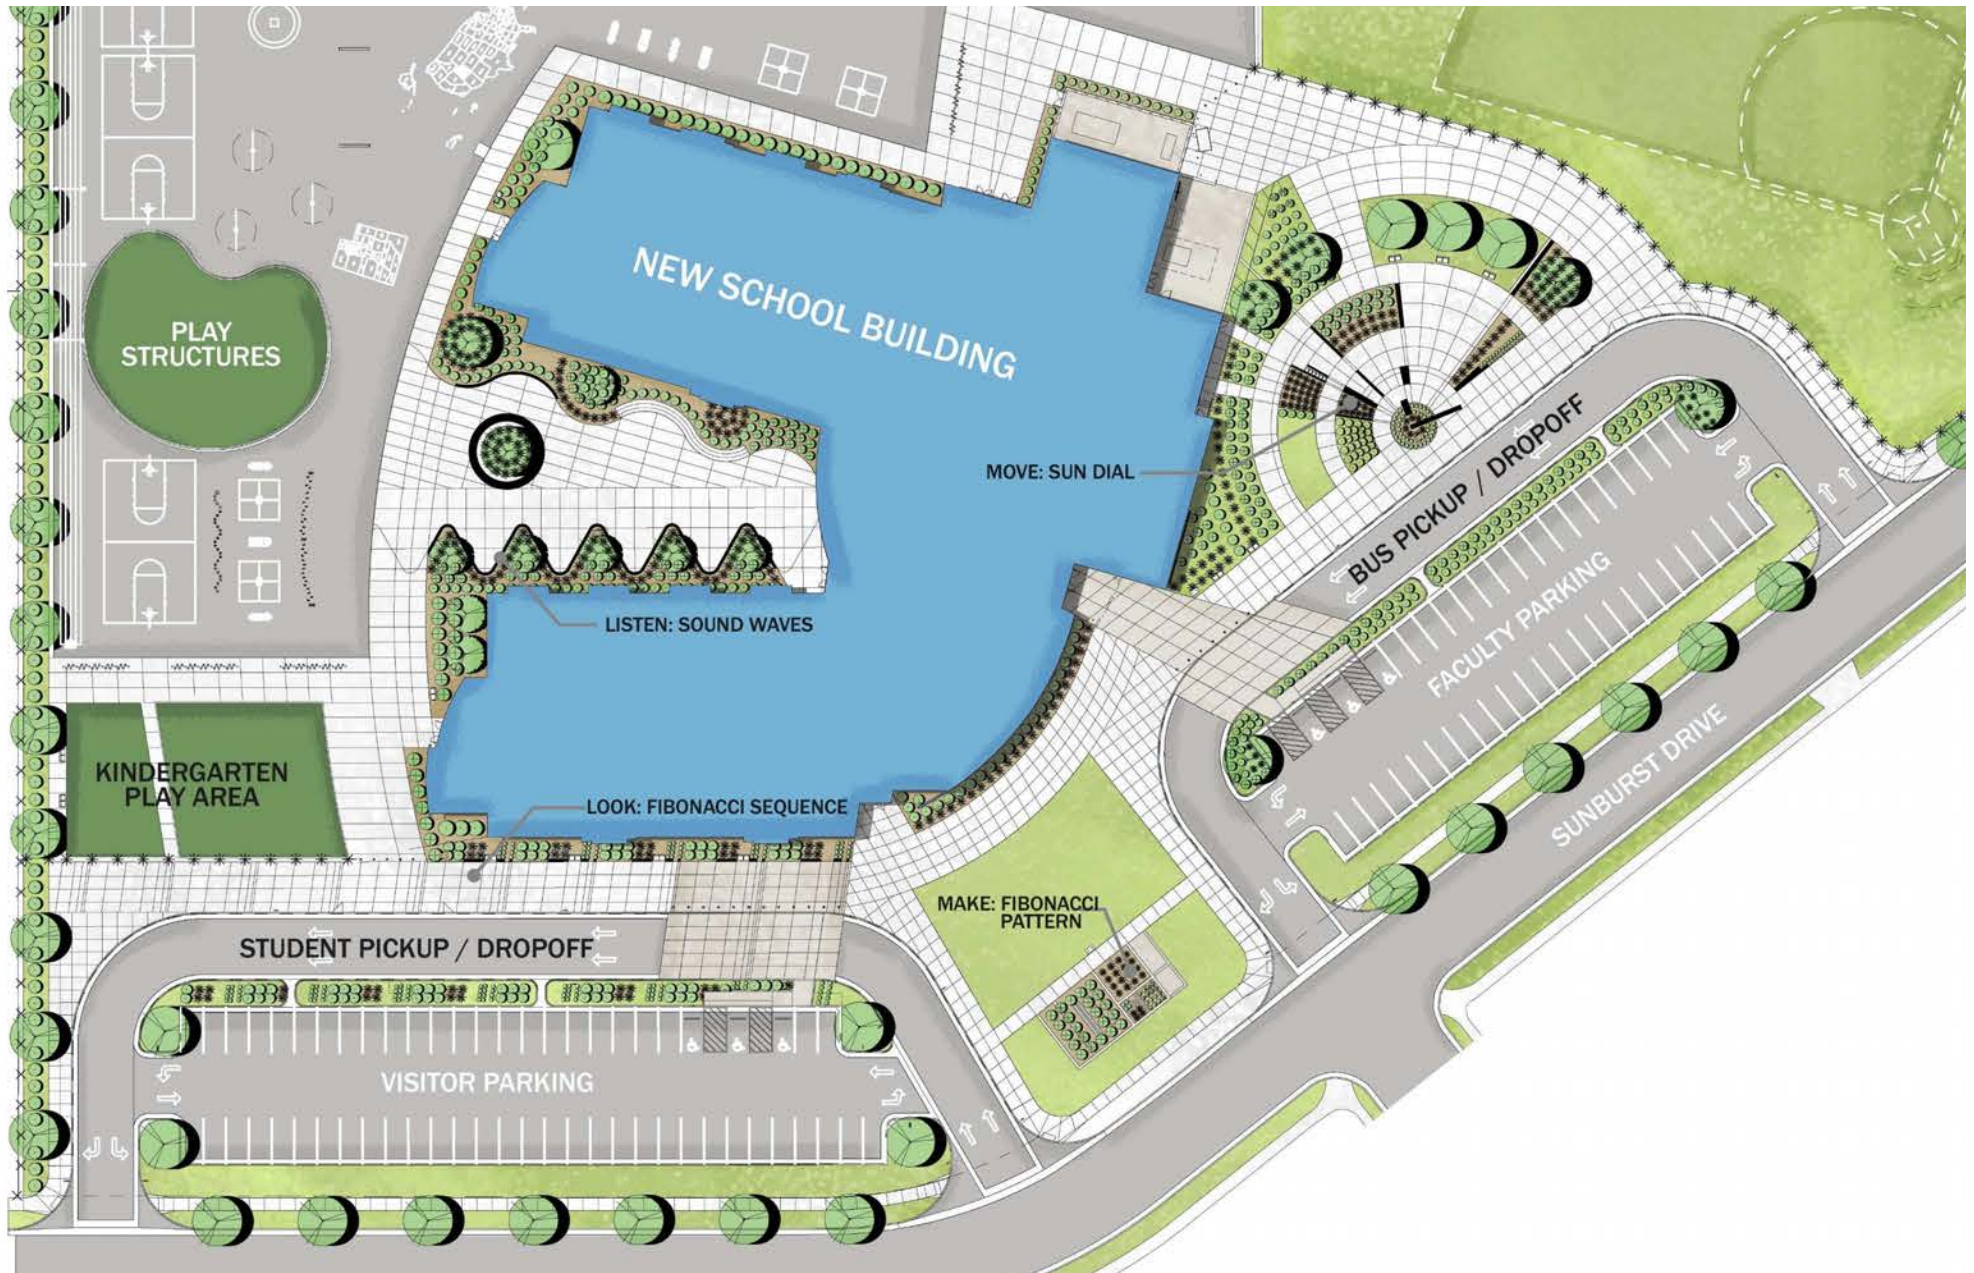 NEW SCHOOL BUILDING
PLAY
STRUCTURES
MOVE: SUN DIAL
BUS PICKUP / DROPOFF
FACULTY PARKING
LISTEN: SOUND WAVES
SUNBURST DRIVE
KINDERGARTEN
PLAY AREA
LOOK: FIBONACCI SEQUENCE
MAKE: FIBONACCI
PATTERN
STUDENT PICKUP / DROPOFF
VISITOR PARKING